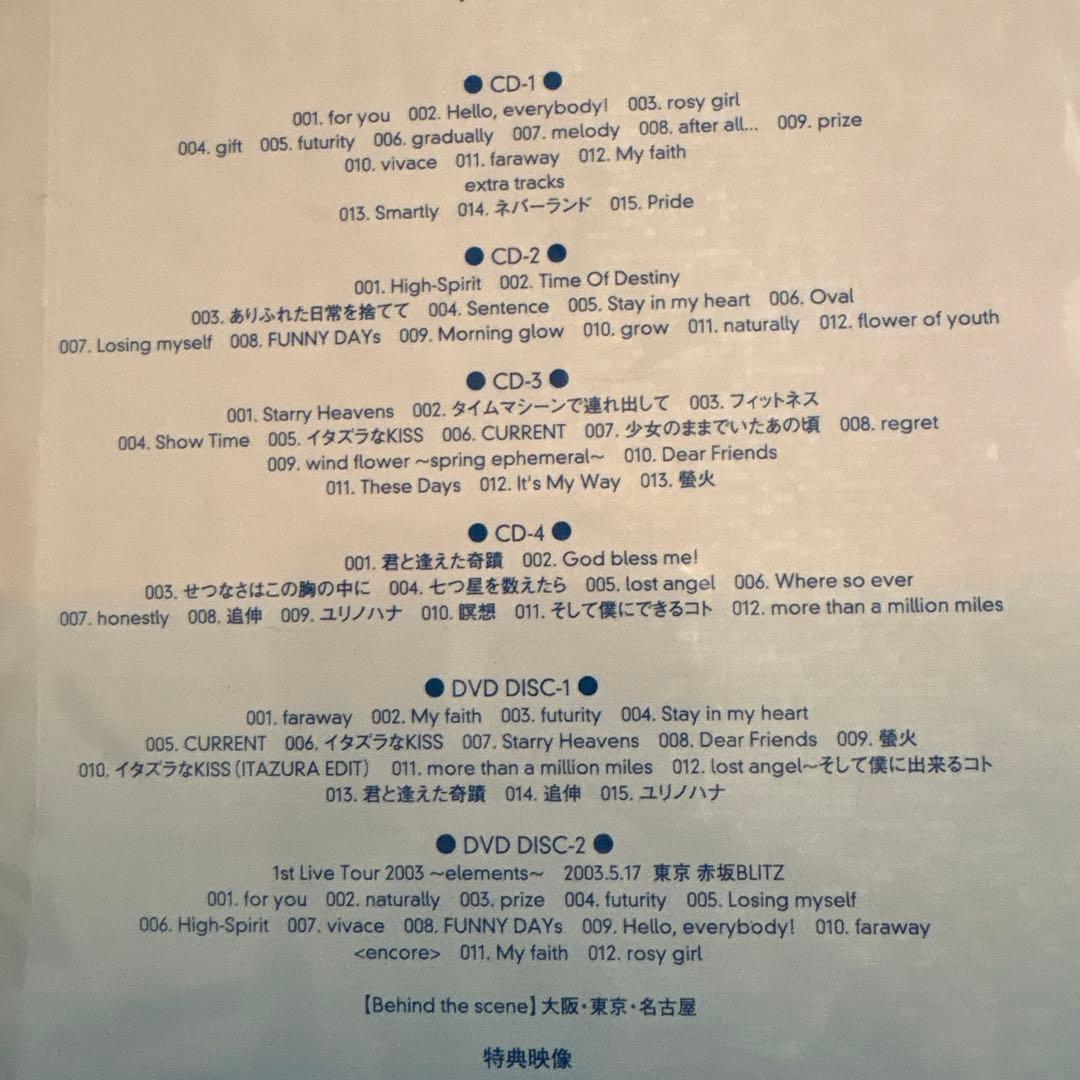 ● CD-1 ●
001. for you 002. Hello, everybody! 003. rosy girl
004. gift 005. futurity 006. gradually 007. melody 008. after all... 009. prize
010. vivace 011. faraway 012. My faith
extra tracks
013. Smartly 014. ネバーランド 015. Pride
● CD-2 ●
001. High-Spirit 002. Time Of Destiny
003. ありふれた日常を捨てて 004. Sentence 005. Stay in my heart 006. Oval
007. Losing myself 008. FUNNY DAYs 009. Morning glow 010. grow 011. naturally 012. flower of youth
● CD-3 ●
001. Starry Heavens 002. タイムマシーンで連れ出して 003. フィットネス
004. Show Time 005. イタズラなKISS 006. CURRENT 007. 少女のままでいたあの頃 008. regret
009. wind flower ~spring ephemeral~ 010. Dear Friends
011. These Days 012. It's My Way 013. 螢火
● CD-4 ●
001. 君と逢えた奇蹟 002. God bless me!
003. せつなさはこの胸の中に 004. 七つ星を数えたら 005. lost angel 006. Where so ever
007. honestly 008. 追伸 009. ユリノハナ 010. 瞑想 011. そして僕にできるコト 012. more than a million miles
● DVD DISC-1 ●
001. faraway 002. My faith 003. futurity 004. Stay in my heart
005. CURRENT 006. イタズラなKISS 007. Starry Heavens 008. Dear Friends 009. 螢火
010. イタズラなKISS (ITAZURA EDIT) 011. more than a million miles 012. lost angel~そして僕に出来るコト
013. 君と逢えた奇蹟 014. 追伸 015. ユリノハナ
● DVD DISC-2 ●
1st Live Tour 2003 ~elements~ 2003.5.17 東京 赤坂BLITZ
001. for you 002. naturally 003. prize 004. futurity 005. Losing myself
006. High-Spirit 007. vivace 008. FUNNY DAYs 009. Hello, everybody! 010. faraway
<encore> 011. My faith 012. rosy girl
【Behind the scene】大阪・東京・名古屋
特典映像